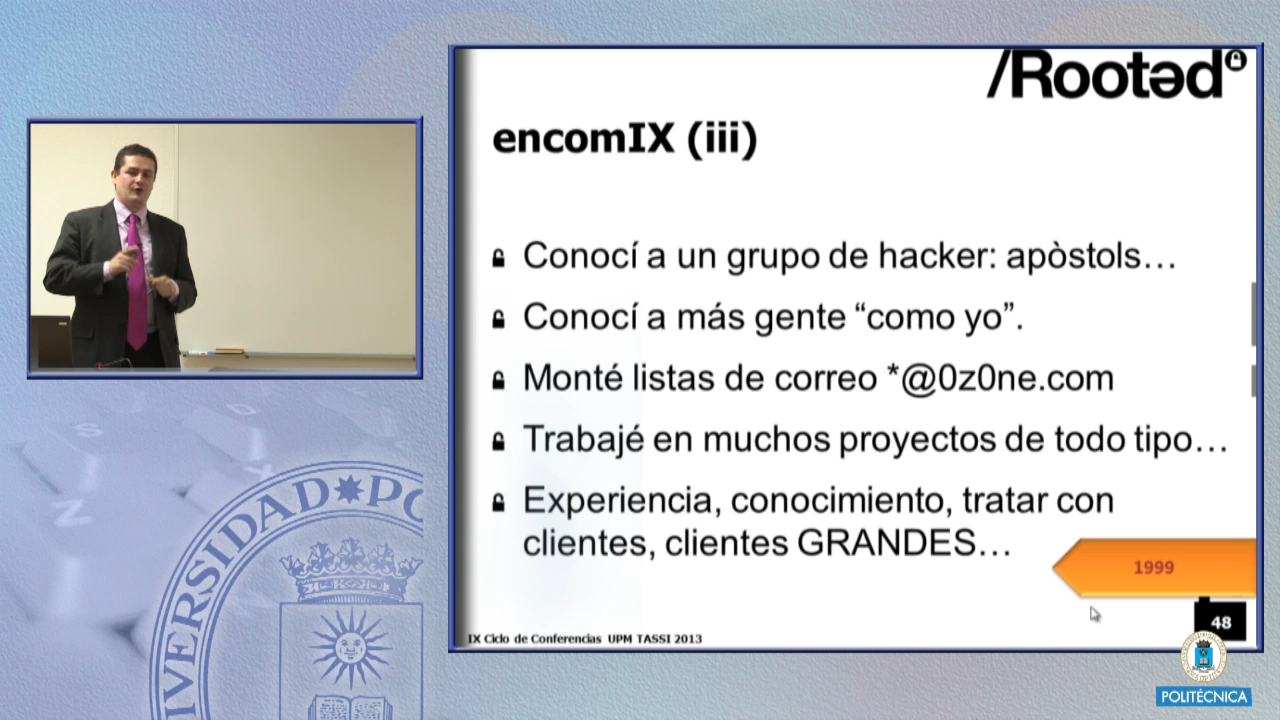 /Rootəd
encomIX (iii)
Conocí a un grupo de hacker: apòstols…
Conocí a más gente “como yo”.
Monté listas de correo *@0z0ne.com
Trabajé en muchos proyectos de todo tipo…
Experiencia, conocimiento, tratar con
clientes, clientes GRANDES…
1999
48
IX Ciclo de Conferencias UPM TASSI 2013
POLITÉCNICA
VERSIDAD PO